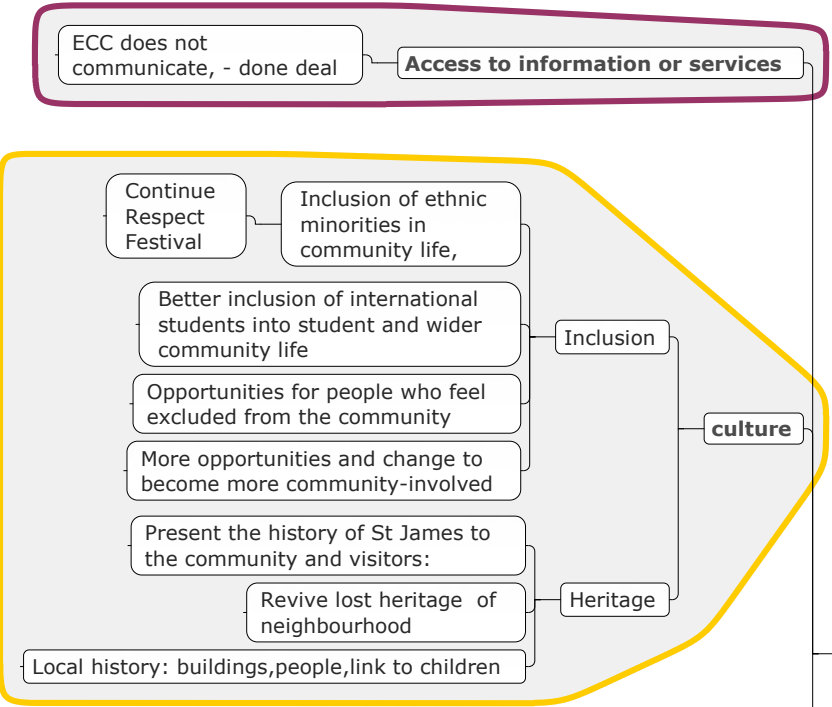 ECC does not
communicate, - done deal
Access to information or services
Continue
Respect
Festival
Inclusion of ethnic
minorities in
community life,
Better inclusion of international
students into student and wider
community life
Inclusion
Opportunities for people who feel
excluded from the community
culture
More opportunities and change to
become more community-involved
Present the history of St James to
the community and visitors:
Revive lost heritage  of
neighbourhood
Heritage
Local history: buildings,people,link to children